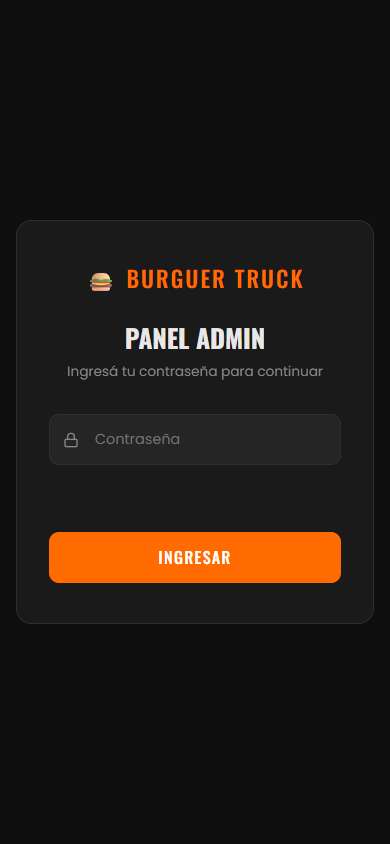 BURGUER TRUCK
PANEL ADMIN
Ingresá tu contraseña para continuar
Contraseña
INGRESAR